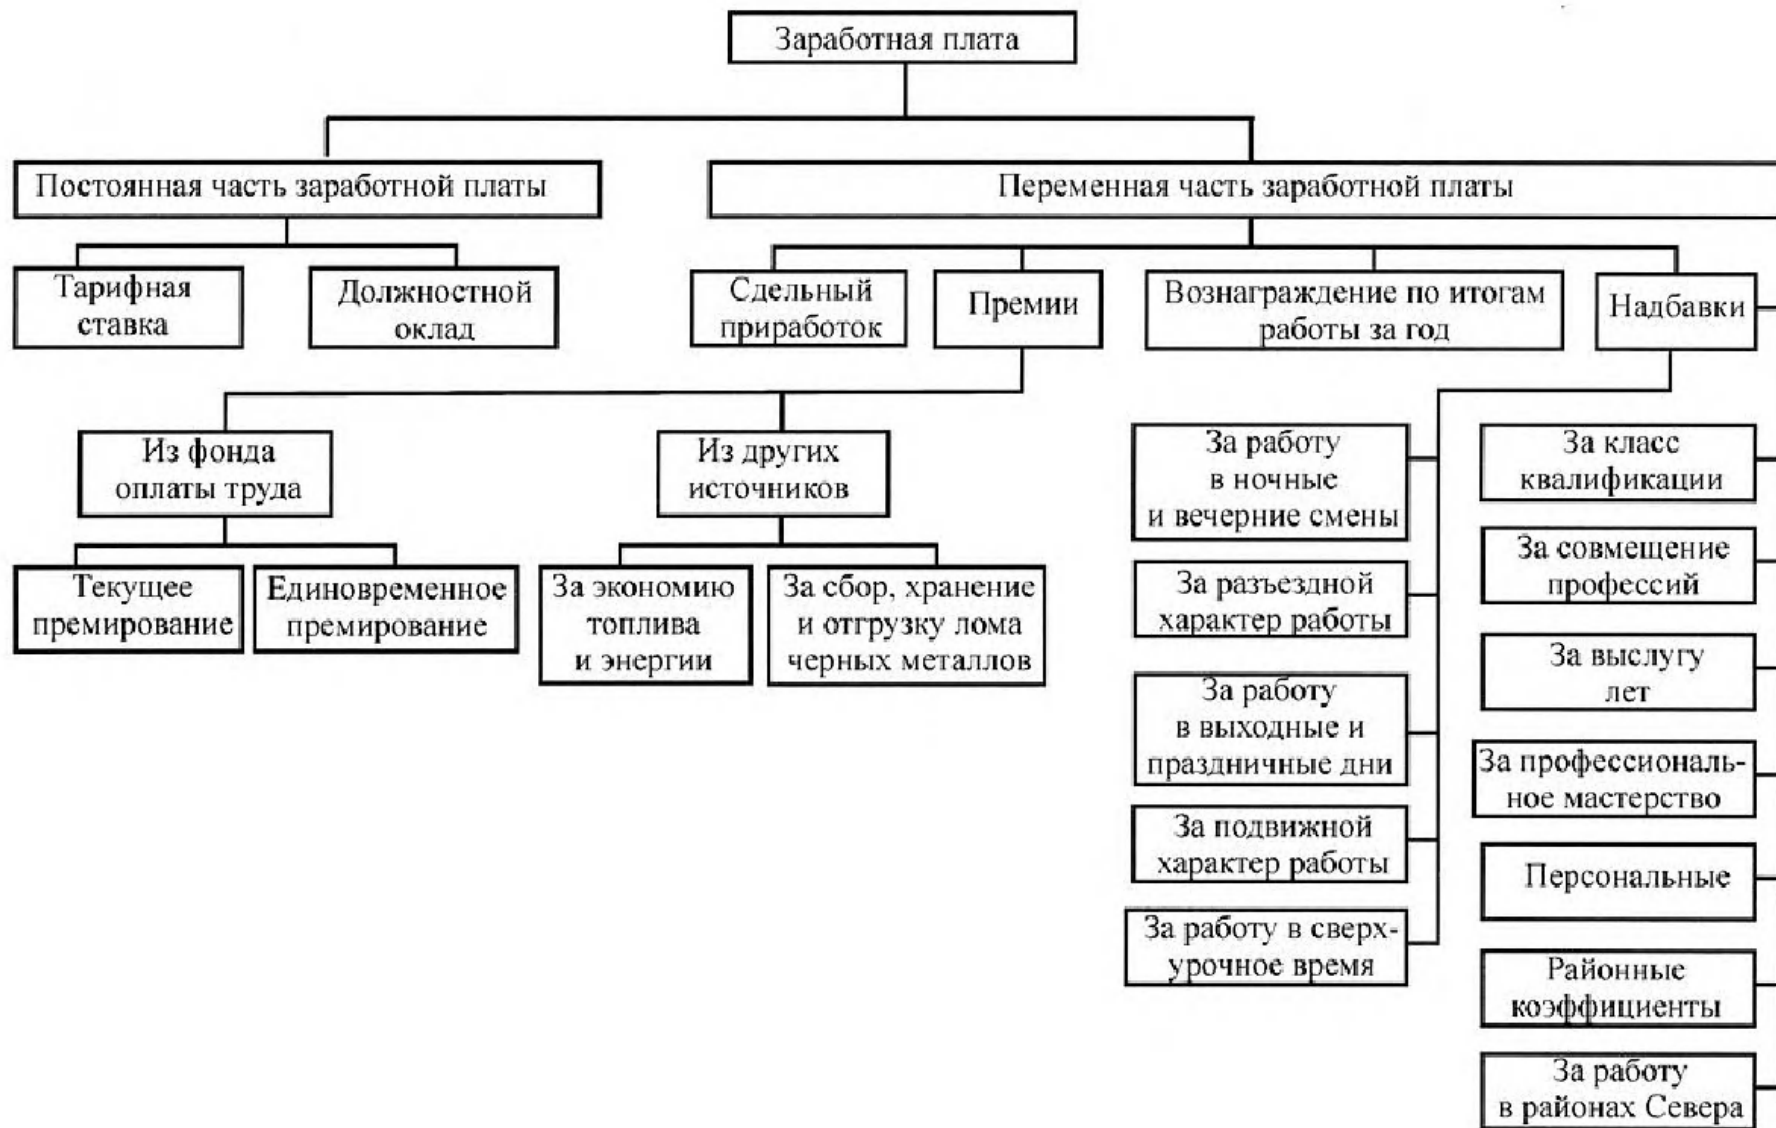 Заработная плата
Постоянная часть заработной платы
Переменная часть заработной платы
Тарифная
ставка
Должностной
оклад
Сдельный
приработок
Премии
Вознаграждение по итогам
работы за год
Надбавки
Из фонда
оплаты труда
Из других
источников
Текущее
премирование
Единовременное
премирование
За экономию
топлива
и энергии
За сбор, хранение
и отгрузку лома
черных металлов
За работу
в ночные
и вечерние смены
За разъездной
характер работы
За работу
в выходные и
праздничные дни
За подвижной
характер работы
За работу в сверх-
урочное время
За класс
квалификации
За совмещение
профессий
За выслугу
лет
За профессиональ-
ное мастерство
Персональные
Районные
коэффициенты
За работу
в районах Севера